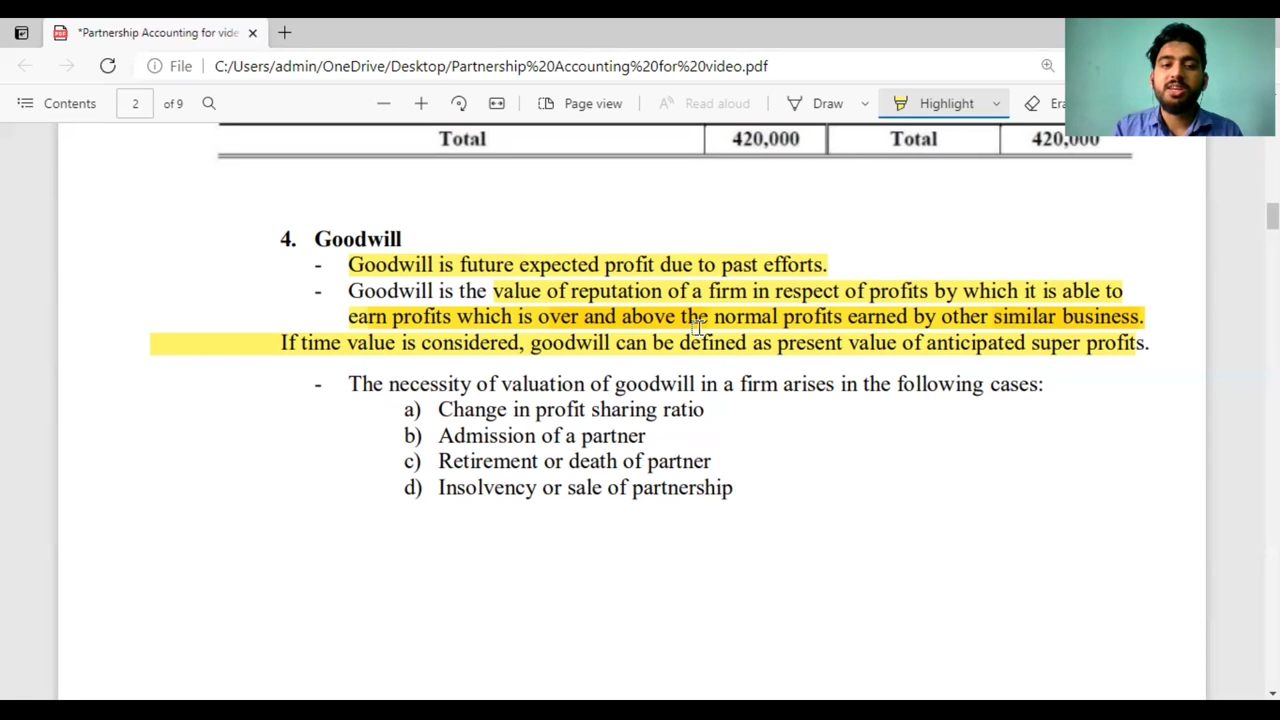 *Partnership Accounting for vide
File C:/Users/admin/OneDrive/Desktop/Partnership%20Accounting%20for%20video.pdf
Contents 2 of 9 Page view Read aloud Draw Highlight Era
Total 420,000 Total 420,000
4. Goodwill
- Goodwill is future expected profit due to past efforts.
- Goodwill is the value of reputation of a firm in respect of profits by which it is able to
earn profits which is over and above the normal profits earned by other similar business.
If time value is considered, goodwill can be defined as present value of anticipated super profits.
- The necessity of valuation of goodwill in a firm arises in the following cases:
a) Change in profit sharing ratio
b) Admission of a partner
c) Retirement or death of partner
d) Insolvency or sale of partnership